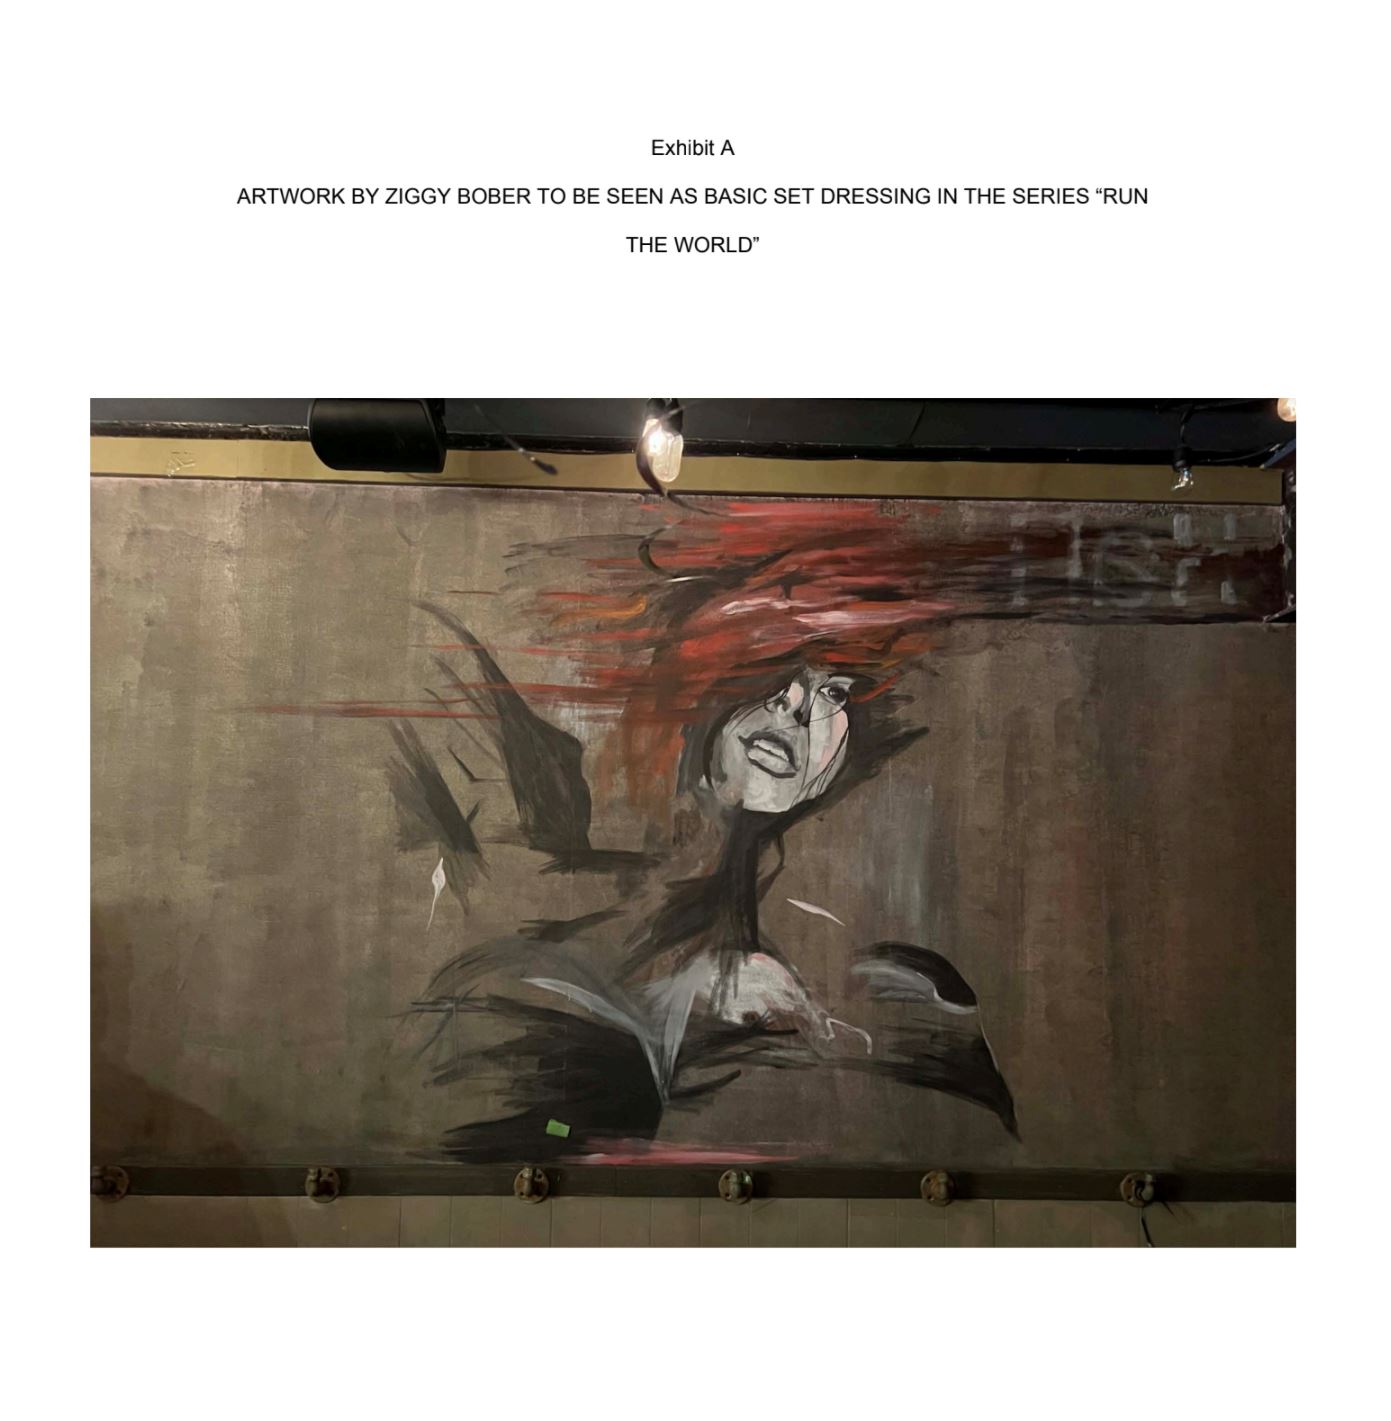 Exhibit A
ARTWORK BY ZIGGY BOBER TO BE SEEN AS BASIC SET DRESSING IN THE SERIES “RUN
THE WORLD”